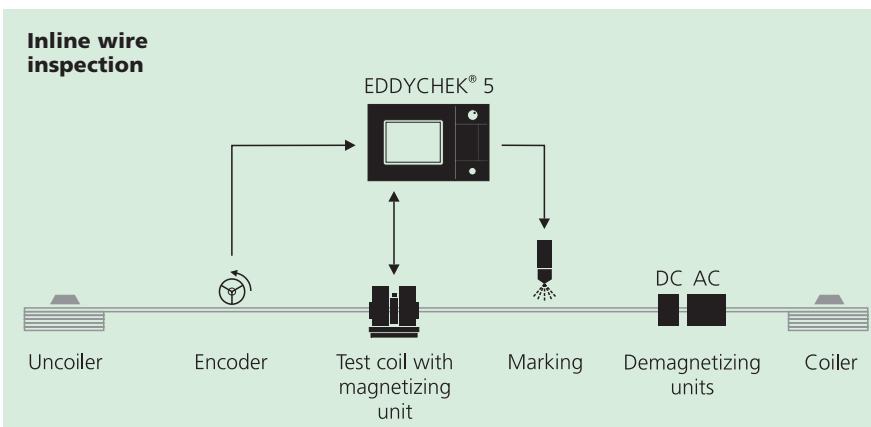 Inline wire
inspection
EDDYCHEK® 5
DC AC
Uncoiler
Encoder
Test coil with
magnetizing
unit
Marking
Demagnetizing
units
Coiler